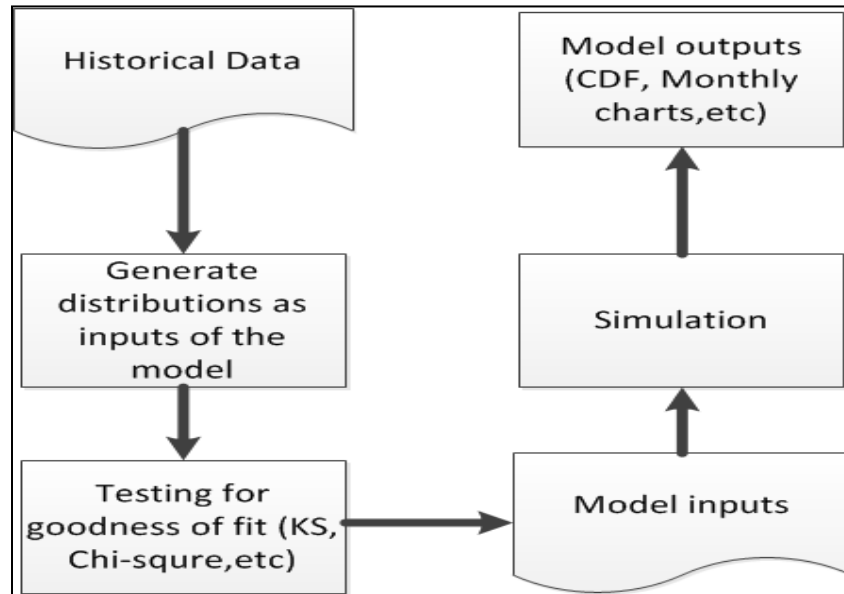 Historical Data
Generate
distributions as
inputs of the
model
Testing for
goodness of fit (KS,
Chi-squre,etc)
Model inputs
Simulation
Model outputs
(CDF, Monthly
charts,etc)